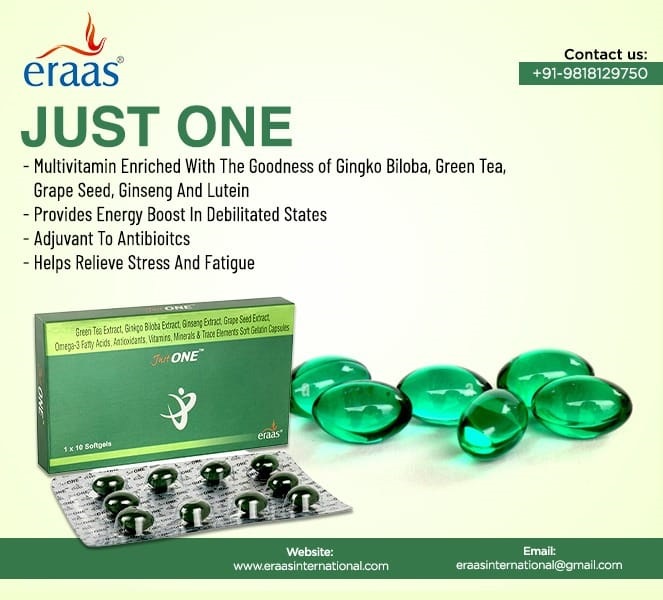 eraas®
Contact us:
+91-9818129750
JUST ONE
- Multivitamin Enriched With The Goodness of Gingko Biloba, Green Tea,
Grape Seed, Ginseng And Lutein
- Provides Energy Boost In Debilitated States
- Adjuvant To Antibioitcs
- Helps Relieve Stress And Fatigue
Just ONE
Green Tea Extract, Ginkgo Biloba Extract, Ginseng Extract, Grape Seed Extract,
Omega-3 Fatty Acids, Antioxidants, Vitamins, Minerals & Trace Elements Soft Gelatin Capsules
Just ONE™
1 x 10 Softgels
eraas®
Website:
www.eraasinternational.com
Email:
eraasinternational@gmail.com